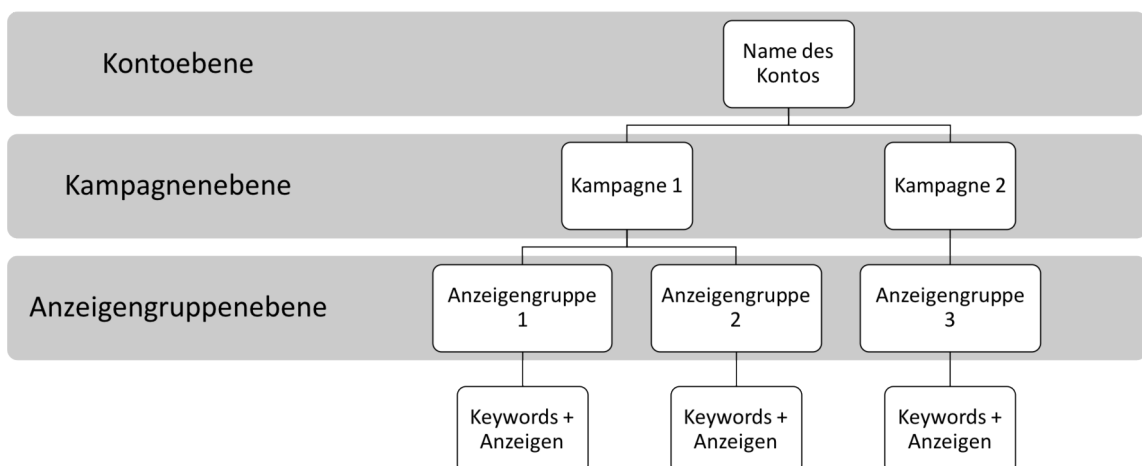 Kontoebene
Name des
Kontos
Kampagnenebene
Kampagne 1
Kampagne 2
Anzeigengruppenebene
Anzeigengruppe
1
Anzeigengruppe
2
Anzeigengruppe
3
Keywords +
Anzeigen
Keywords +
Anzeigen
Keywords +
Anzeigen